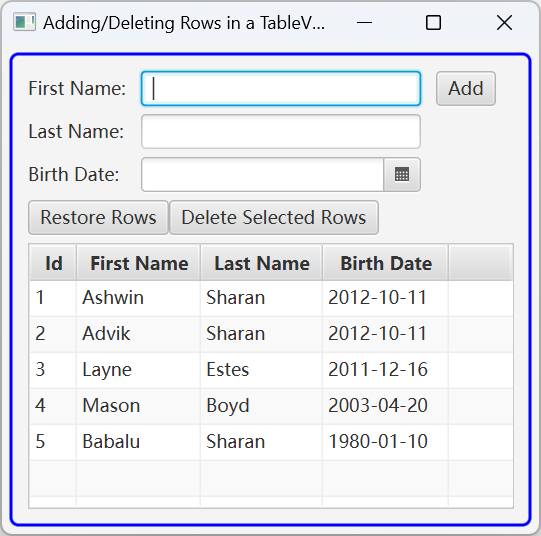 Adding/Deleting Rows in a TableV...
First Name: Add
Last Name:
Birth Date:
Restore Rows Delete Selected Rows
Id First Name Last Name Birth Date
1 Ashwin Sharan 2012-10-11
2 Advik Sharan 2012-10-11
3 Layne Estes 2011-12-16
4 Mason Boyd 2003-04-20
5 Babalu Sharan 1980-01-10